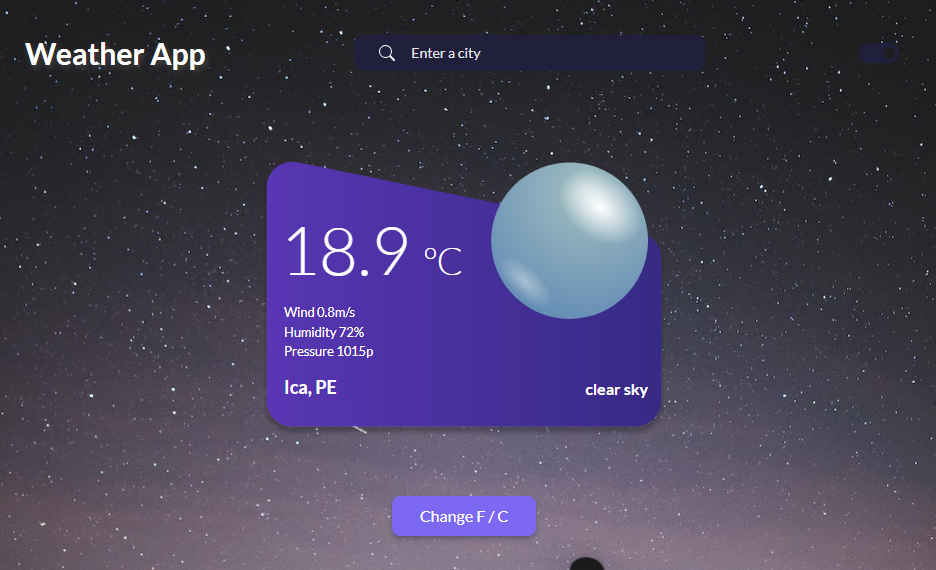 Weather App
Enter a city
18.9 °C
Wind 0.8m/s
Humidity 72%
Pressure 1015p
Ica, PE
clear sky
Change F / C